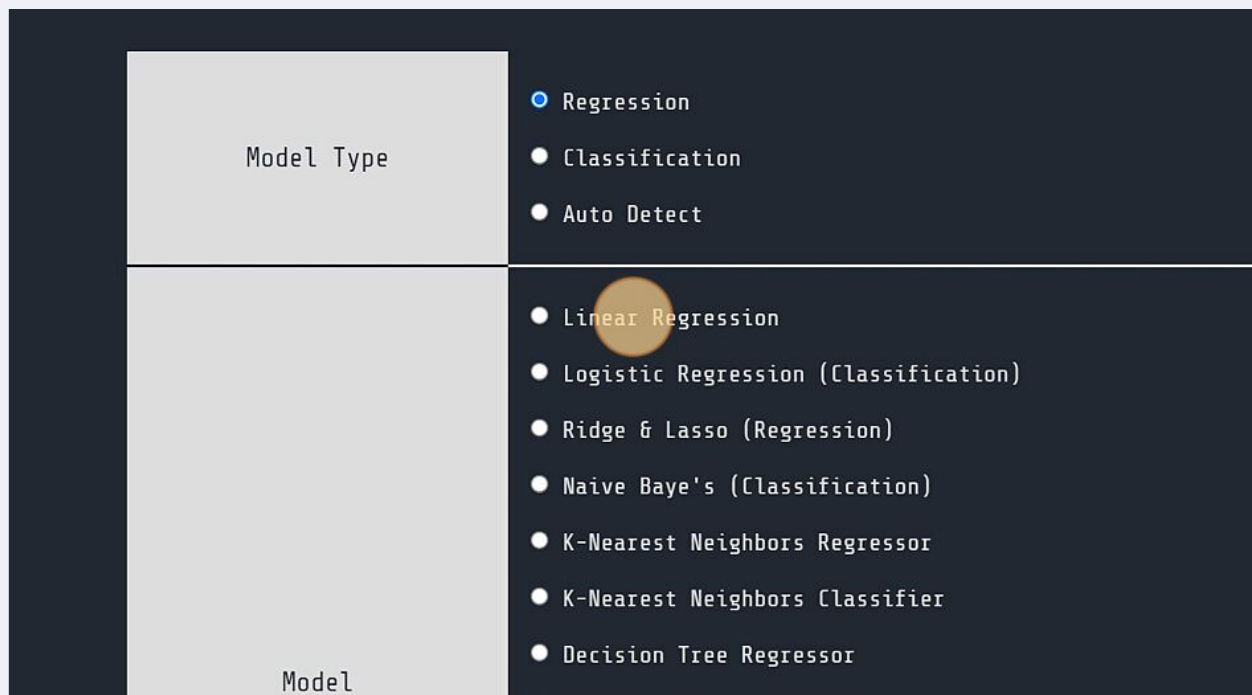 Model Type
Regression
Classification
Auto Detect
Model
Linear Regression
Logistic Regression (Classification)
Ridge & Lasso (Regression)
Naive Baye's (Classification)
K-Nearest Neighbors Regressor
K-Nearest Neighbors Classifier
Decision Tree Regressor